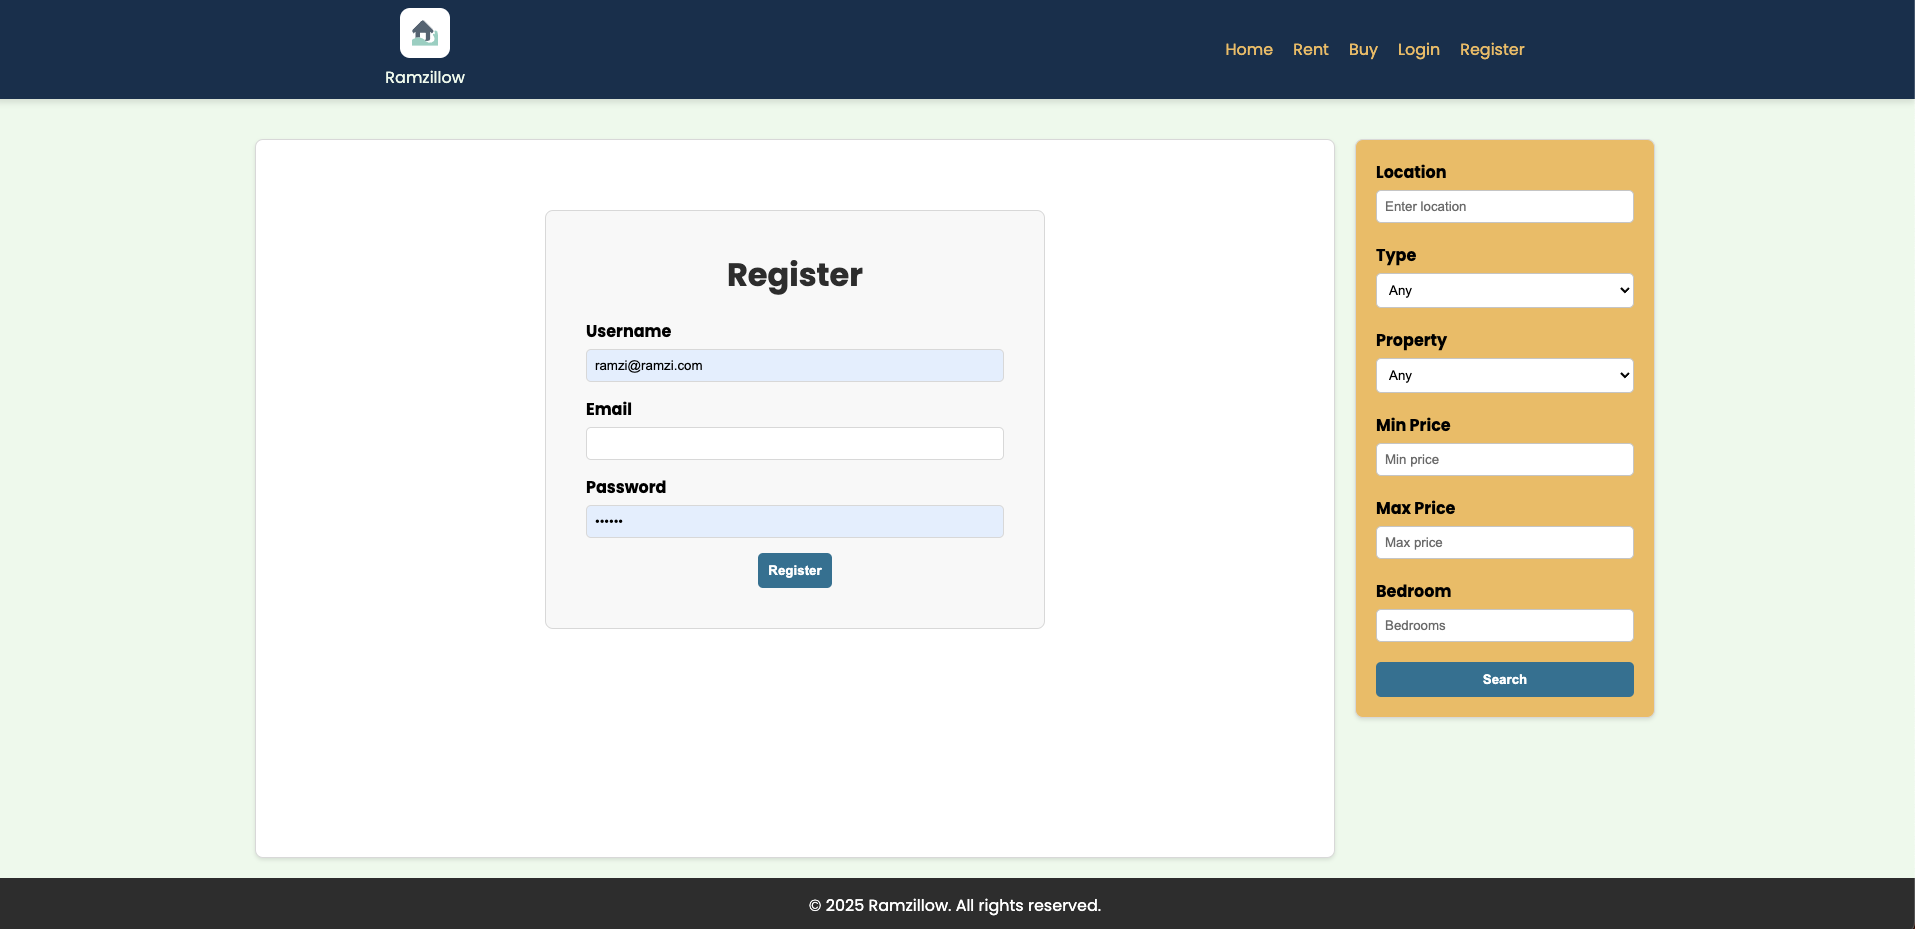 Ramzillow
Home Rent Buy Login Register
Register
Username
ramzi@ramzi.com
Email
Password
••••••
Register
Location
Enter location
Type
Any
Property
Any
Min Price
Min price
Max Price
Max price
Bedroom
Bedrooms
Search
© 2025 Ramzillow. All rights reserved.